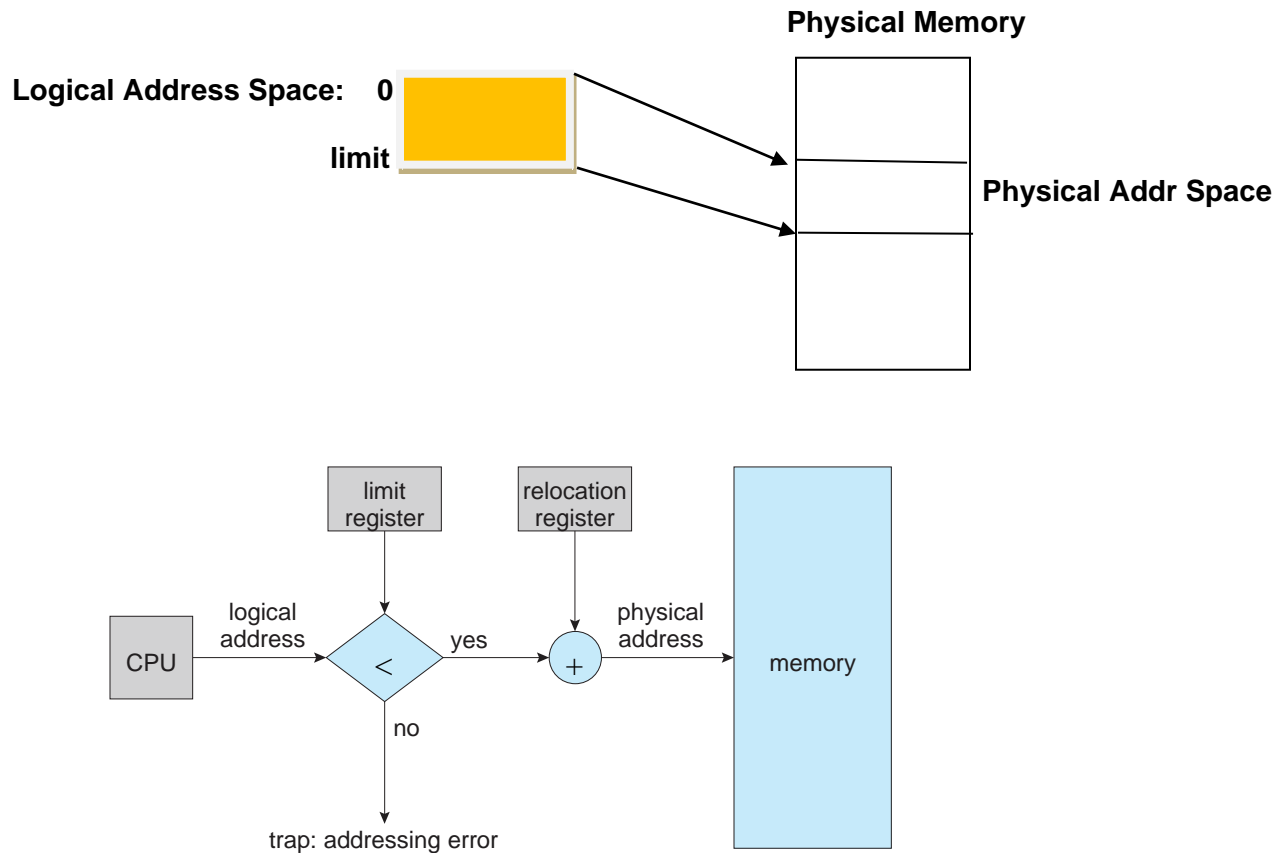 Physical Memory
Logical Address Space: 0
limit
Physical Addr Space
limit
register
relocation
register
logical
address
physical
address
CPU
<
yes
+
memory
no
trap: addressing error